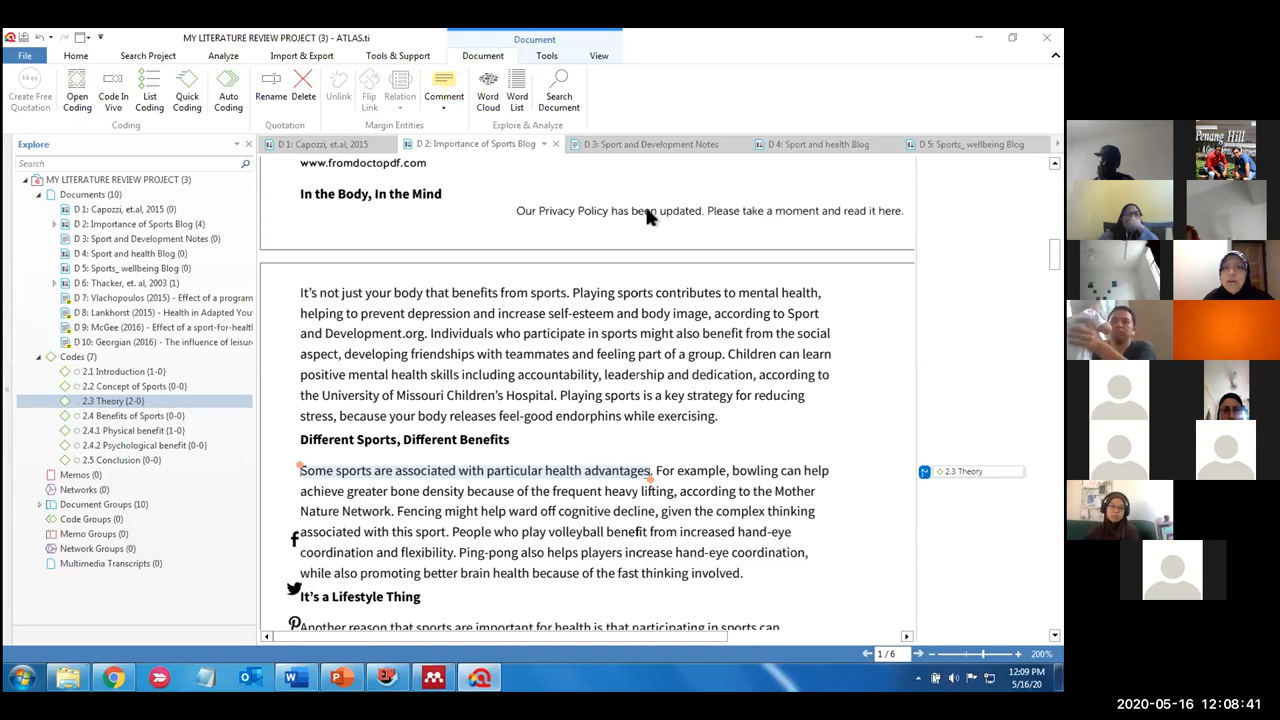 MY LITERATURE REVIEW PROJECT (3) - ATLAS.ti
Document
File
Home
Search Project
Analyze
Import & Export
Tools & Support
Document
Tools
View
Create Free Quotation
Open Coding
Code In Vivo
List Coding
Quick Coding
Auto Coding
Rename
Delete
Unlink
Flip Link
Relation
Comment
Word Cloud
Word List
Search Document
Coding
Quotation
Margin Entities
Explore & Analyze
Explore
D 1: Capozzi, et.al, 2015
D 2: Importance of Sports Blog
D 3: Sport and Development Notes
D 4: Sport and health Blog
D 5: Sports_ wellbeing Blog
Search
MY LITERATURE REVIEW PROJECT (3)
Documents (10)
D 1: Capozzi, et.al, 2015 (0)
D 2: Importance of Sports Blog (4)
D 3: Sport and Development Notes (0)
D 4: Sport and health Blog (0)
D 5: Sports_ wellbeing Blog (0)
D 6: Thacker, et. al, 2003 (1)
D 7: Vlachopoulos (2015) - Effect of a program
D 8: Lankhorst (2015) - Health in Adapted You
D 9: McGee (2016) - Effect of a sport-for-health
D 10: Georgian (2016) - The influence of leisure
Codes (7)
2.1 Introduction {1-0}
2.2 Concept of Sports {0-0}
2.3 Theory {2-0}
2.4 Benefits of Sports {0-0}
2.4.1 Physical benefit {1-0}
2.4.2 Psychological benefit {0-0}
2.5 Conclusion {0-0}
Memos (0)
Networks (0)
Document Groups (10)
Code Groups (0)
Memo Groups (0)
Network Groups (0)
Multimedia Transcripts (0)
www.fromdoctopdf.com
In the Body, In the Mind
Our Privacy Policy has been updated. Please take a moment and read it here.
It's not just your body that benefits from sports. Playing sports contributes to mental health,
helping to prevent depression and increase self-esteem and body image, according to Sport
and Development.org. Individuals who participate in sports might also benefit from the social
aspect, developing friendships with teammates and feeling part of a group. Children can learn
positive mental health skills including accountability, leadership and dedication, according to
the University of Missouri Children's Hospital. Playing sports is a key strategy for reducing
stress, because your body releases feel-good endorphins while exercising.
Different Sports, Different Benefits
Some sports are associated with particular health advantages. For example, bowling can help
achieve greater bone density because of the frequent heavy lifting, according to the Mother
Nature Network. Fencing might help ward off cognitive decline, given the complex thinking
associated with this sport. People who play volleyball benefit from increased hand-eye
coordination and flexibility. Ping-pong also helps players increase hand-eye coordination,
while also promoting better brain health because of the fast thinking involved.
It's a Lifestyle Thing
Another reason that sports are important for health is that participating in sports can
2.3 Theory
1 / 6
200%
12:09 PM
5/16/20
Penang Hill
2020-05-16 12:08:41